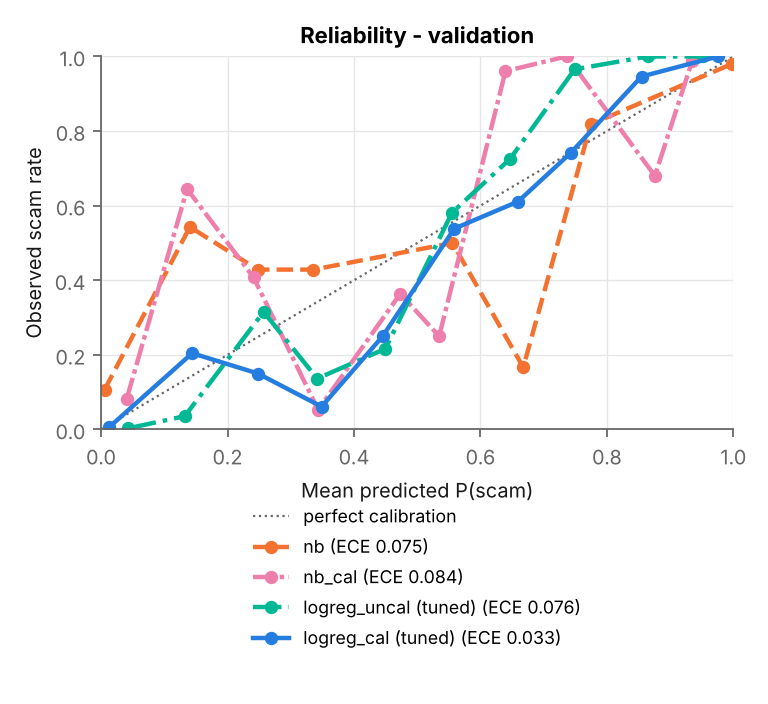 Reliability - validation
Observed scam rate
1.0
0.8
0.6
0.4
0.2
0.0
0.0 0.2 0.4 0.6 0.8 1.0
Mean predicted P(scam)
perfect calibration
nb (ECE 0.075)
nb_cal (ECE 0.084)
logreg_uncal (tuned) (ECE 0.076)
logreg_cal (tuned) (ECE 0.033)